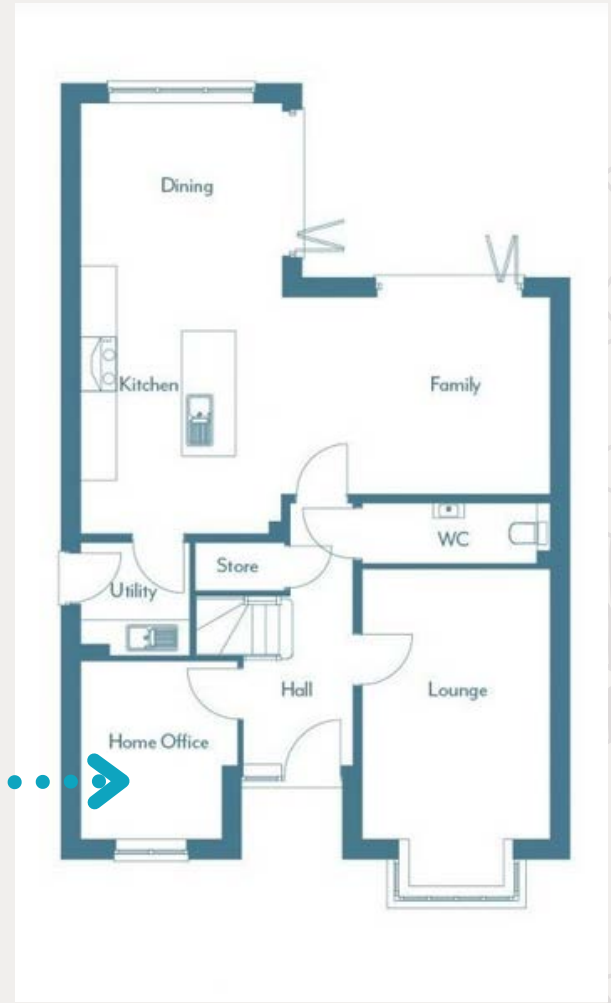 Dining
Kitchen
Family
WC
Store
Utility
Hall
Lounge
Home Office